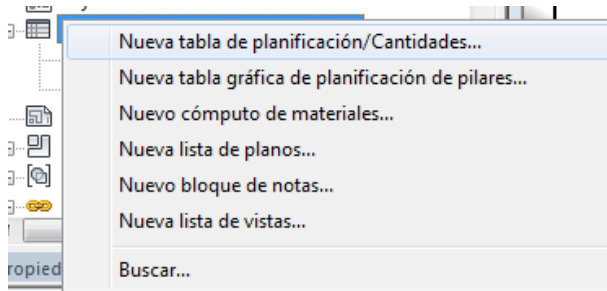 Nueva tabla de planificación/Cantidades...
Nueva tabla gráfica de planificación de pilares...
Nuevo cómputo de materiales...
Nueva lista de planos...
Nuevo bloque de notas...
Nueva lista de vistas...
ropied
Buscar...